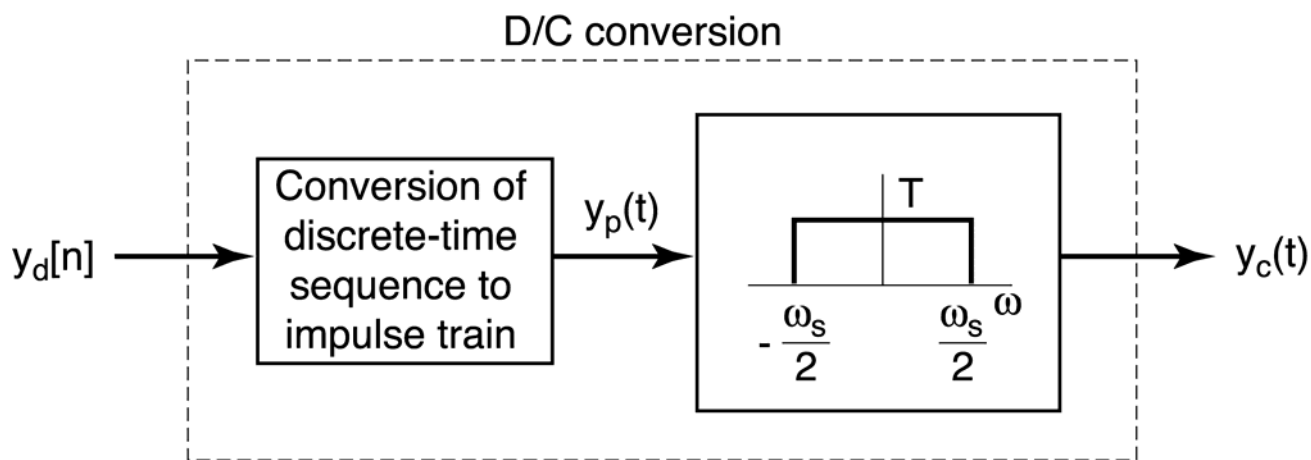 D/C conversion
Conversion of
discrete-time
sequence to
impulse train
y_d[n]
y_p(t)
T
ω
- ω_s/2
ω_s/2
y_c(t)